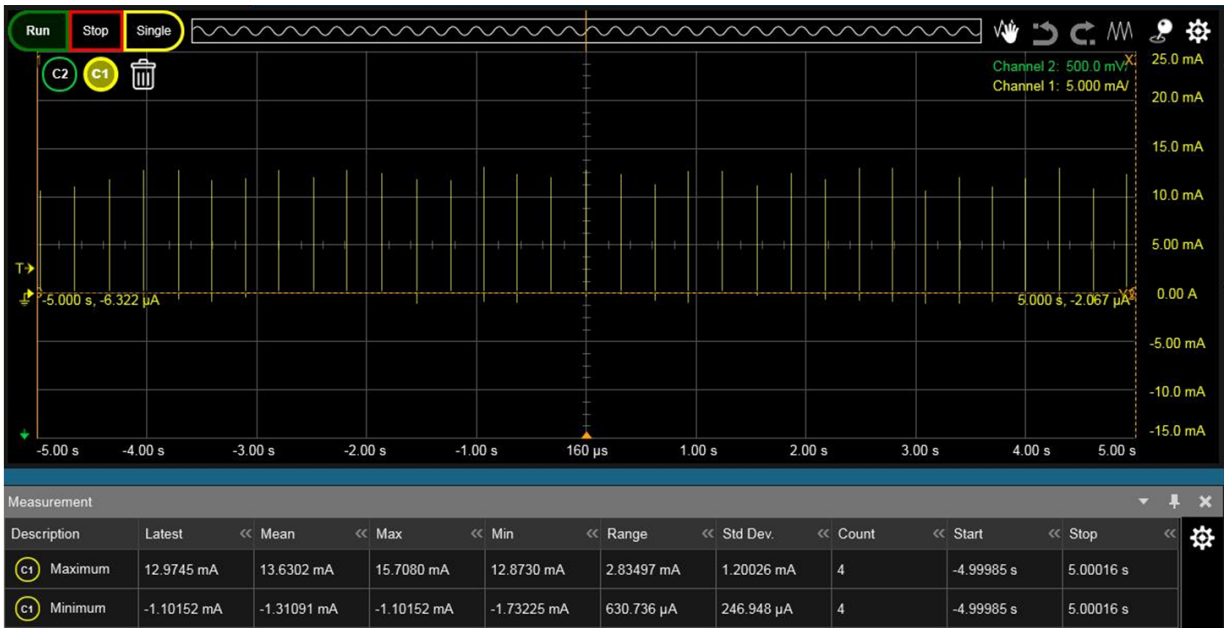 Run Stop Single
C2 C1
Channel 2: 500.0 mV/
Channel 1: 5.000 mA/
X
25.0 mA
20.0 mA
15.0 mA
10.0 mA
5.00 mA
T
-5.000 s, -6.322 µA
5.000 s, -2.067 µA
0.00 A
-5.00 mA
-10.0 mA
-15.0 mA
-5.00 s -4.00 s -3.00 s -2.00 s -1.00 s 160 µs 1.00 s 2.00 s 3.00 s 4.00 s 5.00 s
Measurement
Description Latest « Mean « Max « Min « Range « Std Dev. « Count « Start « Stop «
C1 Maximum 12.9745 mA 13.6302 mA 15.7080 mA 12.8730 mA 2.83497 mA 1.20026 mA 4 -4.99985 s 5.00016 s
C1 Minimum -1.10152 mA -1.31091 mA -1.10152 mA -1.73225 mA 630.736 µA 246.948 µA 4 -4.99985 s 5.00016 s